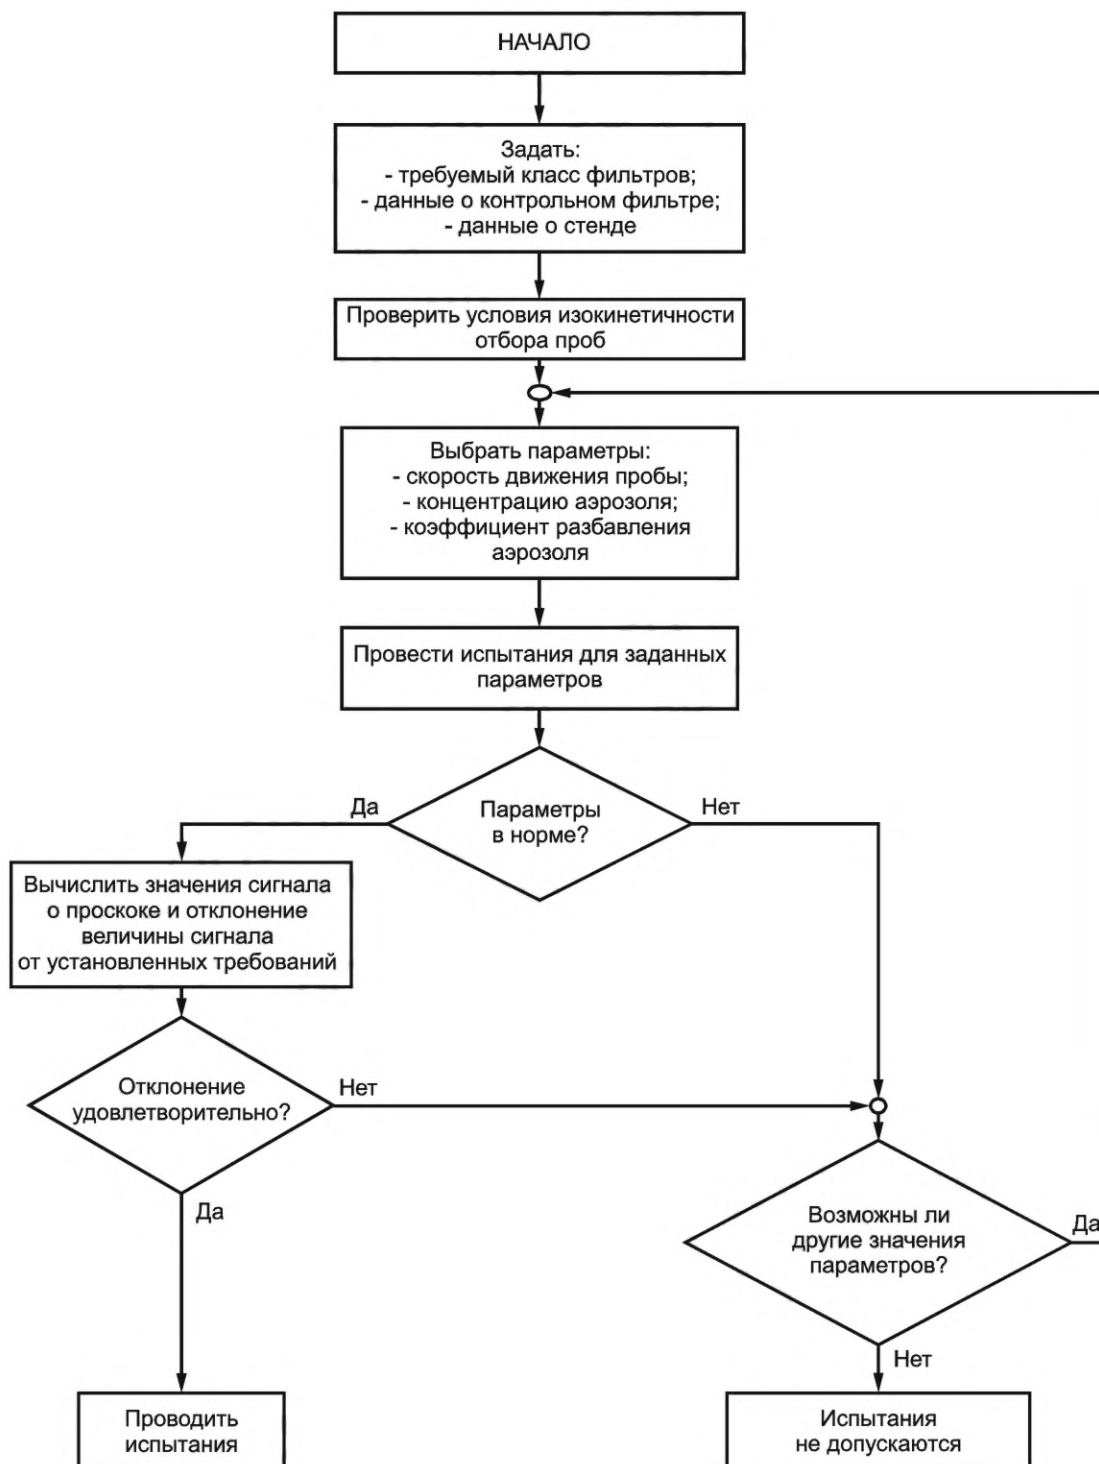 НАЧАЛО
Задать:
- требуемый класс фильтров;
- данные о контрольном фильтре;
- данные о стенде
Проверить условия изокинетичности
отбора проб
Выбрать параметры:
- скорость движения пробы;
- концентрацию аэрозоля;
- коэффициент разбавления
аэрозоля
Провести испытания для заданных
параметров
Параметры
в норме?
Да
Нет
Вычислить значения сигнала
о проскоке и отклонение
величины сигнала
от установленных требований
Отклонение
удовлетворительно?
Нет
Да
Возможны ли
другие значения
параметров?
Да
Нет
Проводить
испытания
Испытания
не допускаются